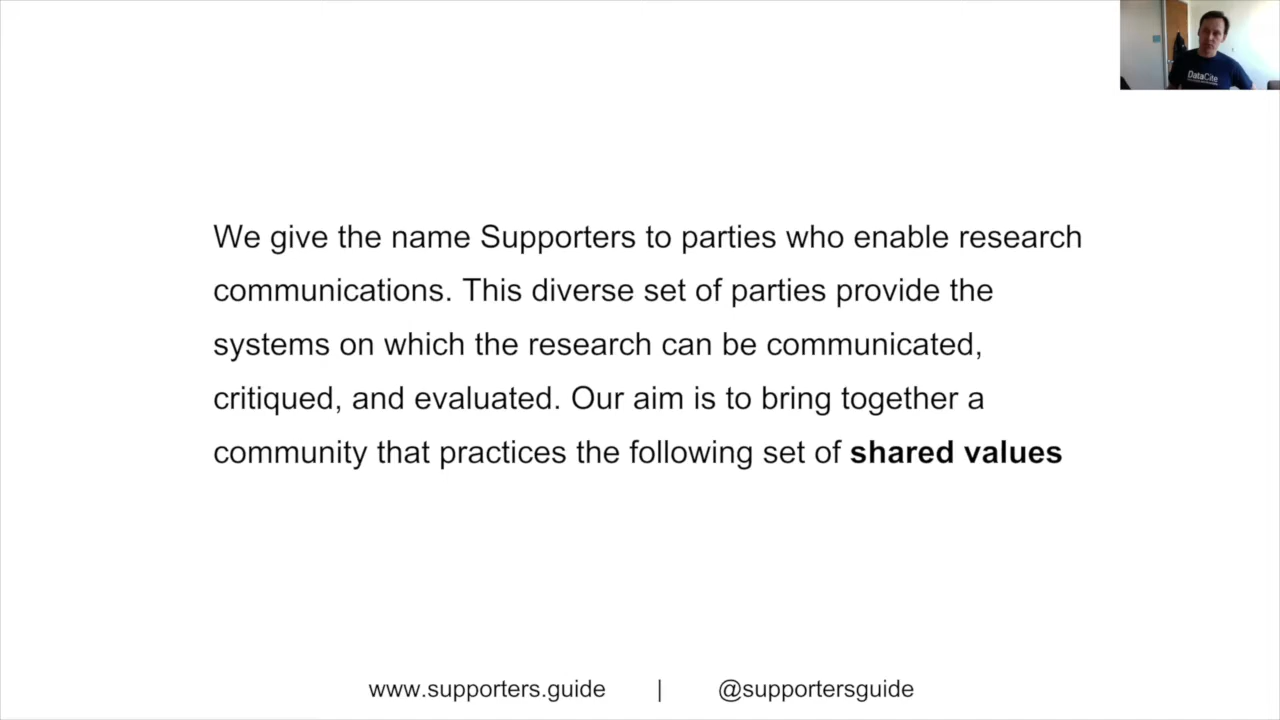 DataCite
We give the name Supporters to parties who enable research
communications. This diverse set of parties provide the
systems on which the research can be communicated,
critiqued, and evaluated. Our aim is to bring together a
community that practices the following set of shared values
www.supporters.guide | @supportersguide